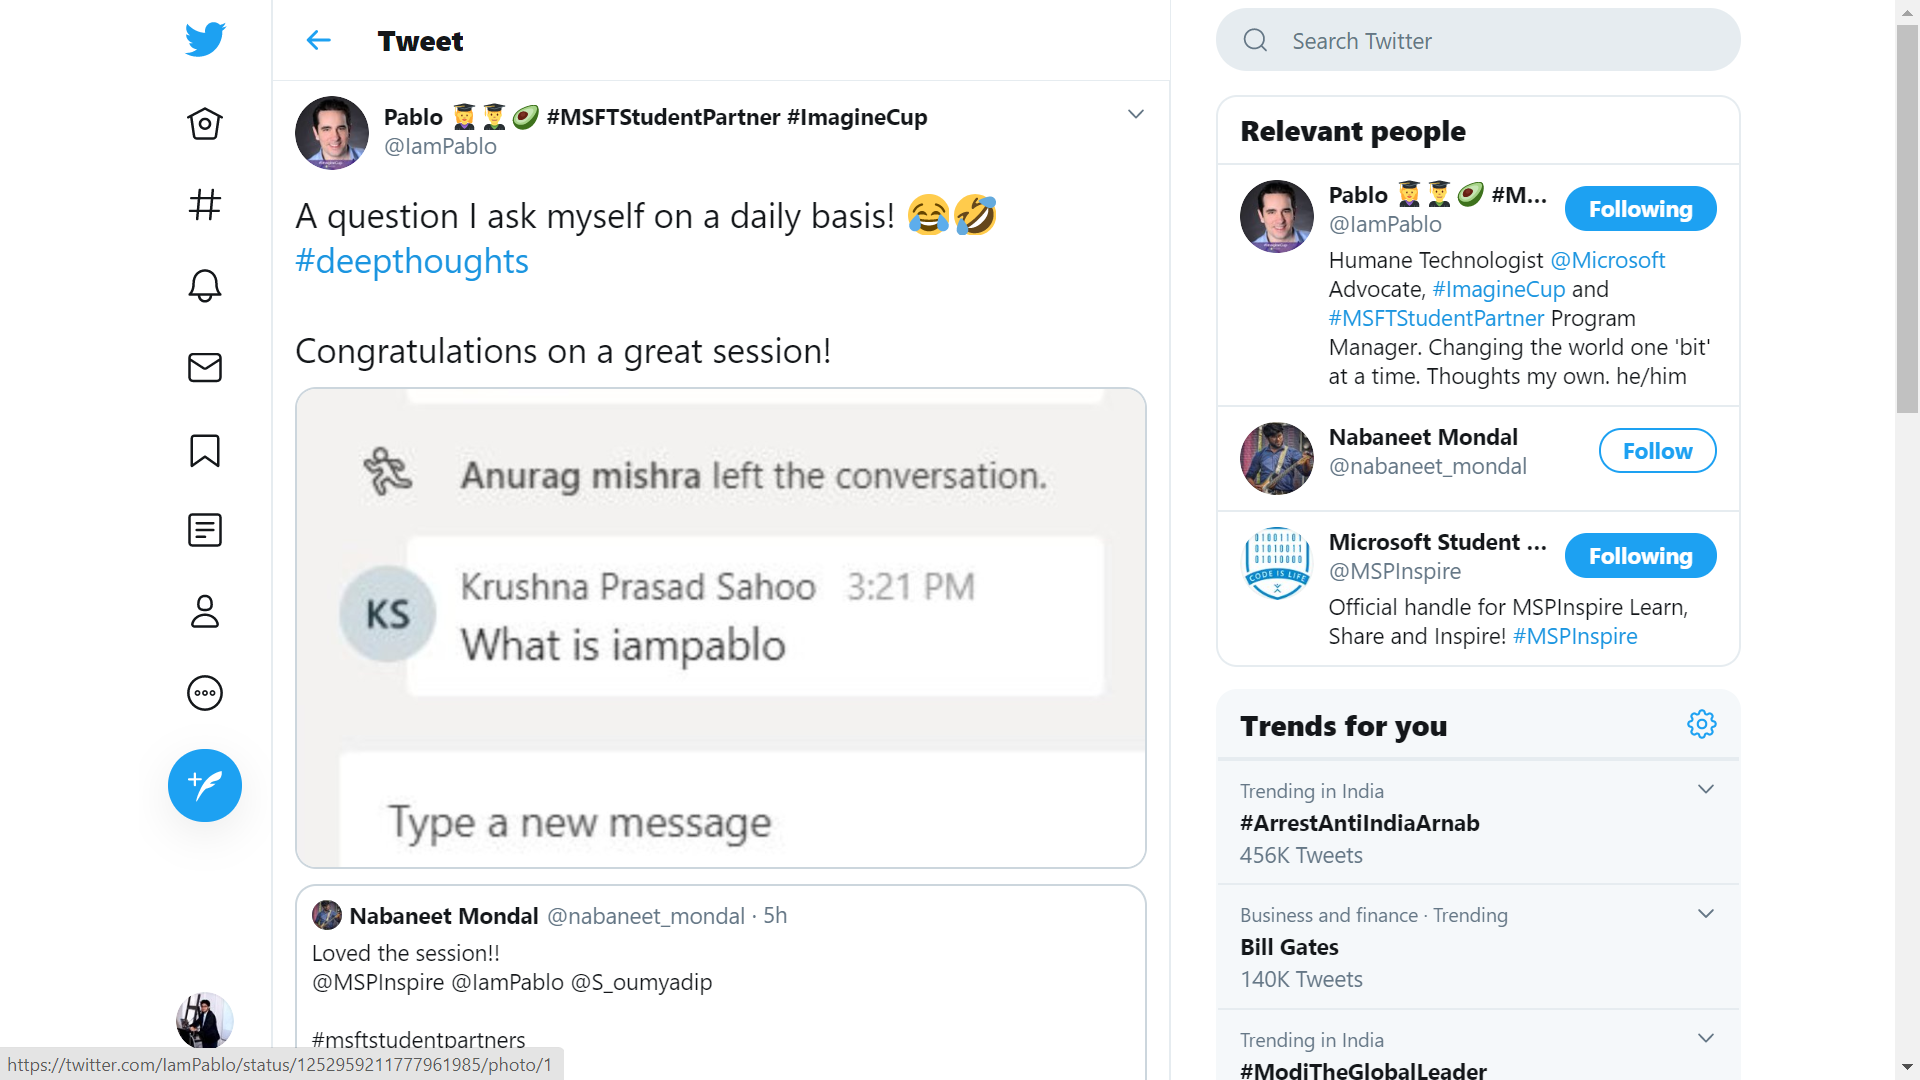 Tweet
Pablo 👩‍🎓👨‍🎓🥑 #MSFTStudentPartner #ImagineCup
@IamPablo
A question I ask myself on a daily basis! 😂🤣
#deepthoughts
Congratulations on a great session!
Anurag mishra left the conversation.
KS
Krushna Prasad Sahoo 3:21 PM
What is iampablo
Type a new message
Nabaneet Mondal @nabaneet_mondal · 5h
Loved the session!!
@MSPInspire @IamPablo @S_oumyadip
#msftstudentpartners
https://twitter.com/IamPablo/status/1252959211777961985/photo/1
Search Twitter
Relevant people
Pablo 👩‍🎓👨‍🎓🥑 #M...
@IamPablo
Following
Humane Technologist @Microsoft
Advocate, #ImagineCup and
#MSFTStudentPartner Program
Manager. Changing the world one 'bit'
at a time. Thoughts my own. he/him
Nabaneet Mondal
@nabaneet_mondal
Follow
Microsoft Student ...
@MSPInspire
Following
CODE IS LIFE
Official handle for MSPInspire Learn,
Share and Inspire! #MSPInspire
Trends for you
Trending in India
#ArrestAntiIndiaArnab
456K Tweets
Business and finance · Trending
Bill Gates
140K Tweets
Trending in India
#ModiTheGlobalLeader